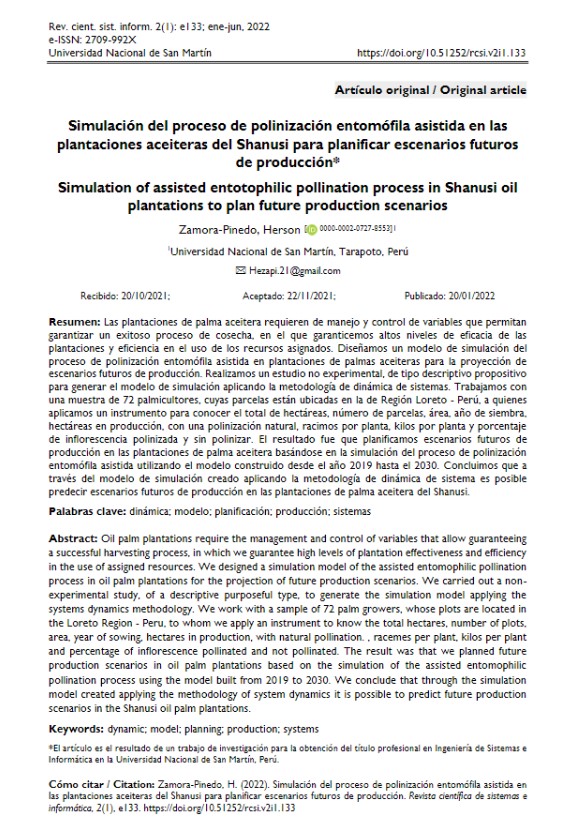 Rev. cient. sist. inform. 2(1): e133; ene-jun, 2022
e-ISSN: 2709-992X
Universidad Nacional de San Martín https://doi.org/10.51252/rcsi.v2i1.133
Artículo original / Original article
Simulación del proceso de polinización entomófila asistida en las
plantaciones aceiteras del Shanusi para planificar escenarios futuros
de producción*
Simulation of assisted entotophilic pollination process in Shanusi oil
plantations to plan future production scenarios
Zamora-Pinedo, Herson [iD 0000-0002-0727-8553]1
1Universidad Nacional de San Martín, Tarapoto, Perú
Hezapi.21@gmail.com
Recibido: 20/10/2021; Aceptado: 22/11/2021; Publicado: 20/01/2022
Resumen: Las plantaciones de palma aceitera requieren de manejo y control de variables que permitan
garantizar un exitoso proceso de cosecha, en el que garanticemos altos niveles de eficacia de las
plantaciones y eficiencia en el uso de los recursos asignados. Diseñamos un modelo de simulación del
proceso de polinización entomófila asistida en plantaciones de palmas aceiteras para la proyección de
escenarios futuros de producción. Realizamos un estudio no experimental, de tipo descriptivo propositivo
para generar el modelo de simulación aplicando la metodología de dinámica de sistemas. Trabajamos con
una muestra de 72 palmicultores, cuyas parcelas están ubicadas en la de Región Loreto - Perú, a quienes
aplicamos un instrumento para conocer el total de hectáreas, número de parcelas, área, año de siembra,
hectáreas en producción, con una polinización natural, racimos por planta, kilos por planta y porcentaje
de inflorescencia polinizada y sin polinizar. El resultado fue que planificamos escenarios futuros de
producción en las plantaciones de palma aceitera basándose en la simulación del proceso de polinización
entomófila asistida utilizando el modelo construido desde el año 2019 hasta el 2030. Concluimos que a
través del modelo de simulación creado aplicando la metodología de dinámica de sistema es posible
predecir escenarios futuros de producción en las plantaciones de palma aceitera del Shanusi.
Palabras clave: dinámica; modelo; planificación; producción; sistemas
Abstract: Oil palm plantations require the management and control of variables that allow guaranteeing
a successful harvesting process, in which we guarantee high levels of plantation effectiveness and efficiency
in the use of assigned resources. We designed a simulation model of the assisted entomophilic pollination
process in oil palm plantations for the projection of future production scenarios. We carried out a non-
experimental study, of a descriptive purposeful type, to generate the simulation model applying the
systems dynamics methodology. We work with a sample of 72 palm growers, whose plots are located in
the Loreto Region - Peru, to whom we apply an instrument to know the total hectares, number of plots,
area, year of sowing, hectares in production, with natural pollination. , racemes per plant, kilos per plant
and percentage of inflorescence pollinated and not pollinated. The result was that we planned future
production scenarios in oil palm plantations based on the simulation of the assisted entomophilic
pollination process using the model built from 2019 to 2030. We conclude that through the simulation
model created applying the methodology of system dynamics it is possible to predict future production
scenarios in the Shanusi oil palm plantations.
Keywords: dynamic; model; planning; production; systems
*El artículo es el resultado de un trabajo de investigación para la obtención del título profesional en Ingeniería de Sistemas e
Informática en la Universidad Nacional de San Martín, Perú.
Cómo citar / Citation: Zamora-Pinedo, H. (2022). Simulación del proceso de polinización entomófila asistida en
las plantaciones aceiteras del Shanusi para planificar escenarios futuros de producción. Revista científica de sistemas e
informática, 2(1), e133. https://doi.org/10.51252/rcsi.v2i1.133